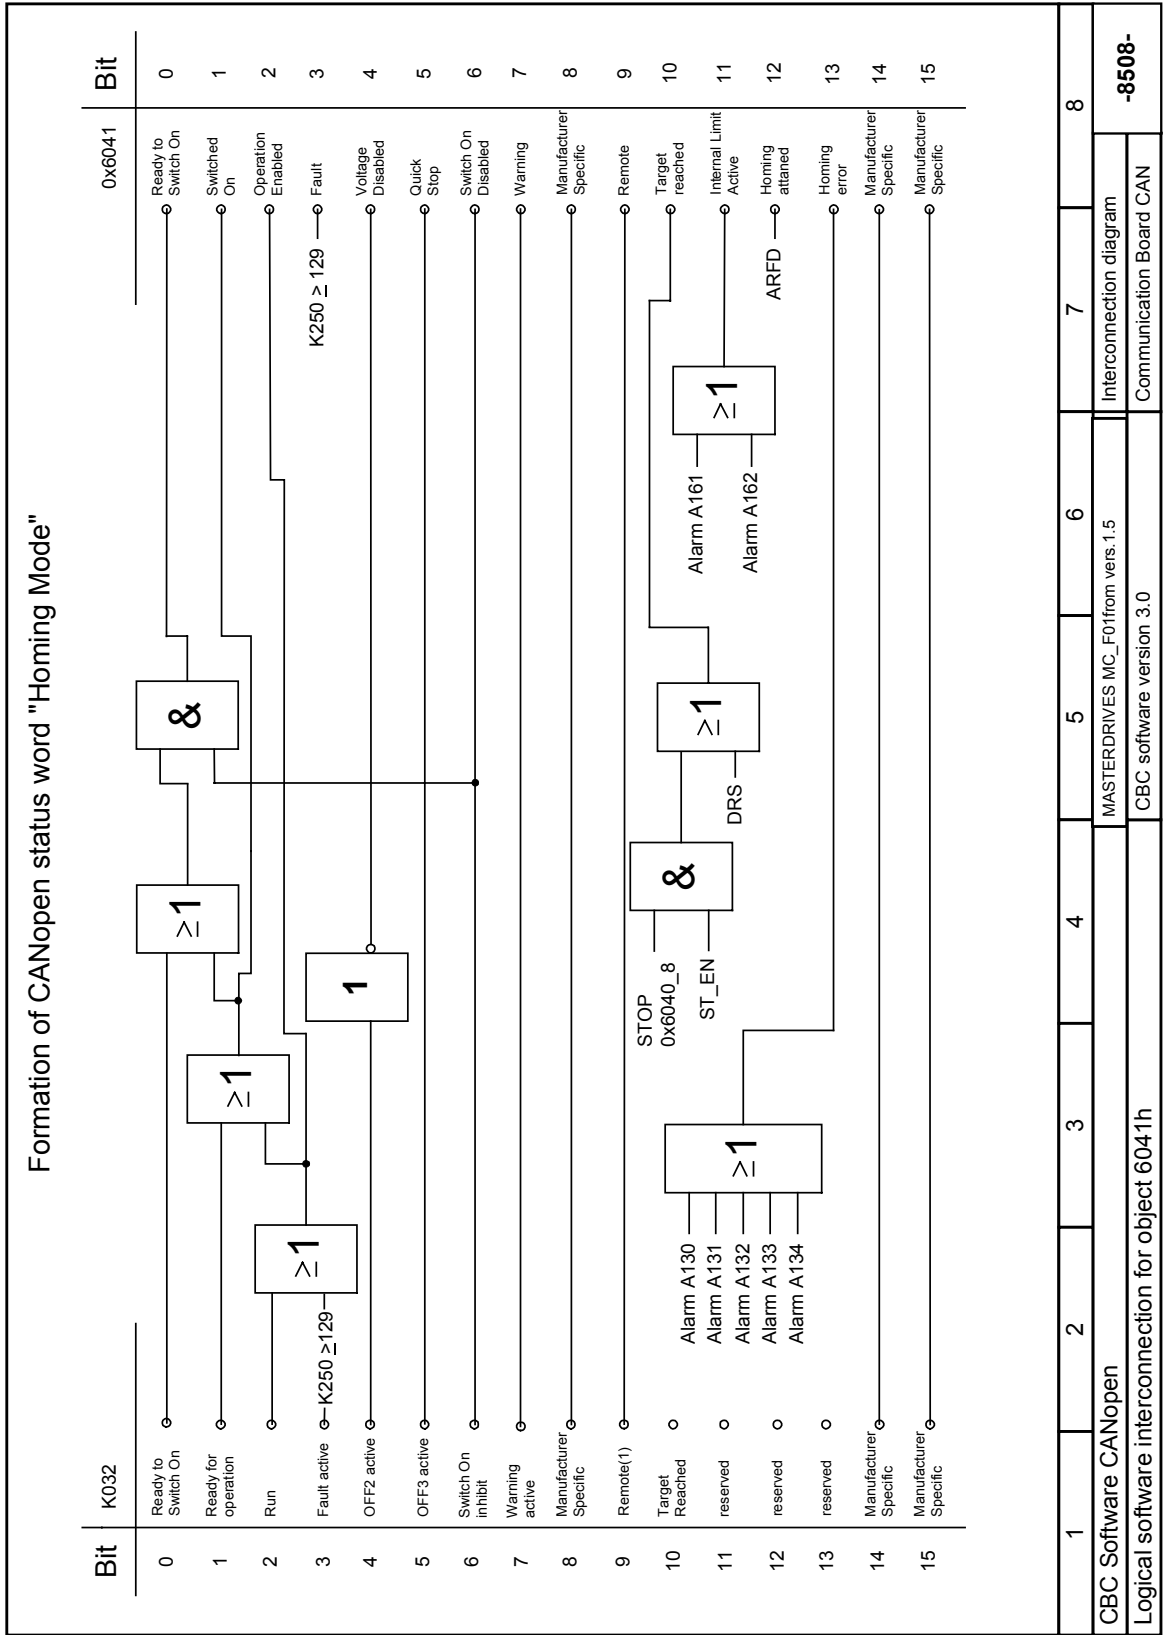 Formation of CANopen status word "Homing Mode"
Bit
K032
0x6041
Bit
0
Ready to
Switch On
Ready to
Switch On
0
1
Ready for
operation
Switched
On
1
2
Run
Operation
Enabled
2
3
Fault active
K250 ≥129
K250 ≥ 129
Fault
3
4
OFF2 active
Voltage
Disabled
4
5
OFF3 active
Quick
Stop
5
6
Switch On
inhibit
Switch On
Disabled
6
7
Warning
active
Warning
7
8
Manufacturer
Specific
Manufacturer
Specific
8
9
Remote(1)
Remote
9
10
Target
Reached
Target
reached
10
11
reserved
Internal Limit
Active
11
12
reserved
ARFD
Homing
attaned
12
13
reserved
Homing
error
13
14
Manufacturer
Specific
Manufacturer
Specific
14
15
Manufacturer
Specific
Manufacturer
Specific
15
≥1
≥1
≥1
&
1
Alarm A130
Alarm A131
Alarm A132
Alarm A133
Alarm A134
≥1
STOP
0x6040_8
ST_EN
&
DRS
≥1
Alarm A161
Alarm A162
≥1
1
2
3
4
5
6
7
8
CBC Software CANopen
MASTERDRIVES MC_F01from vers.1.5
Interconnection diagram
-8508-
Logical software interconnection for object 6041h
CBC software version 3.0
Communication Board CAN